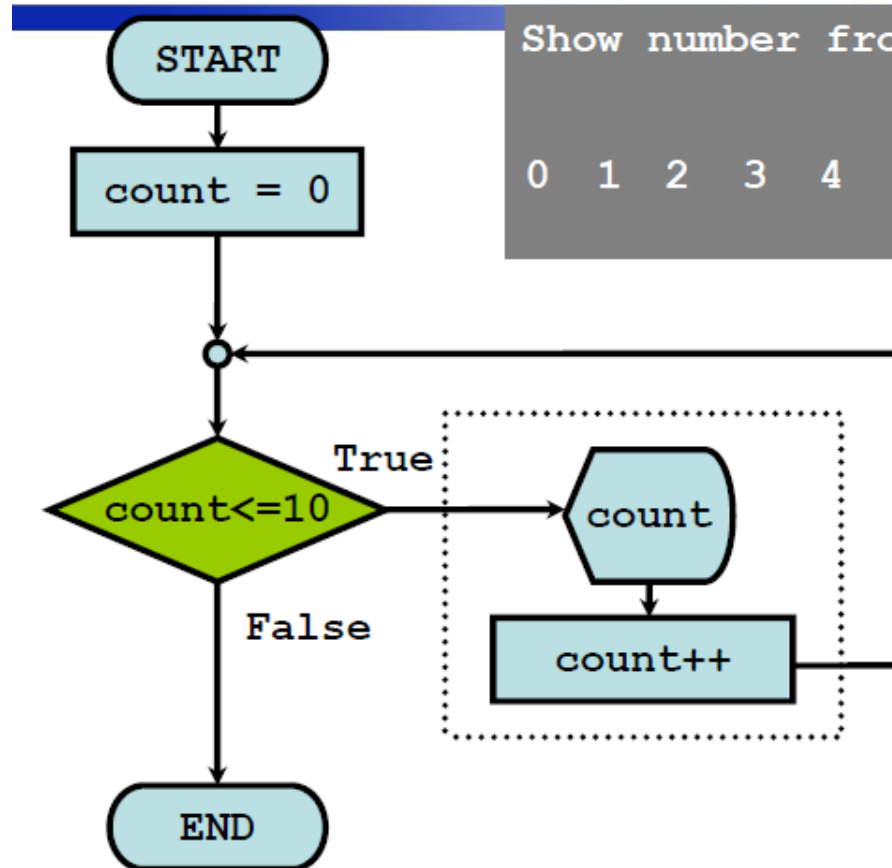 START
Show number fro
count = 0
0 1 2 3 4
True
count<=10
count
False
count++
END